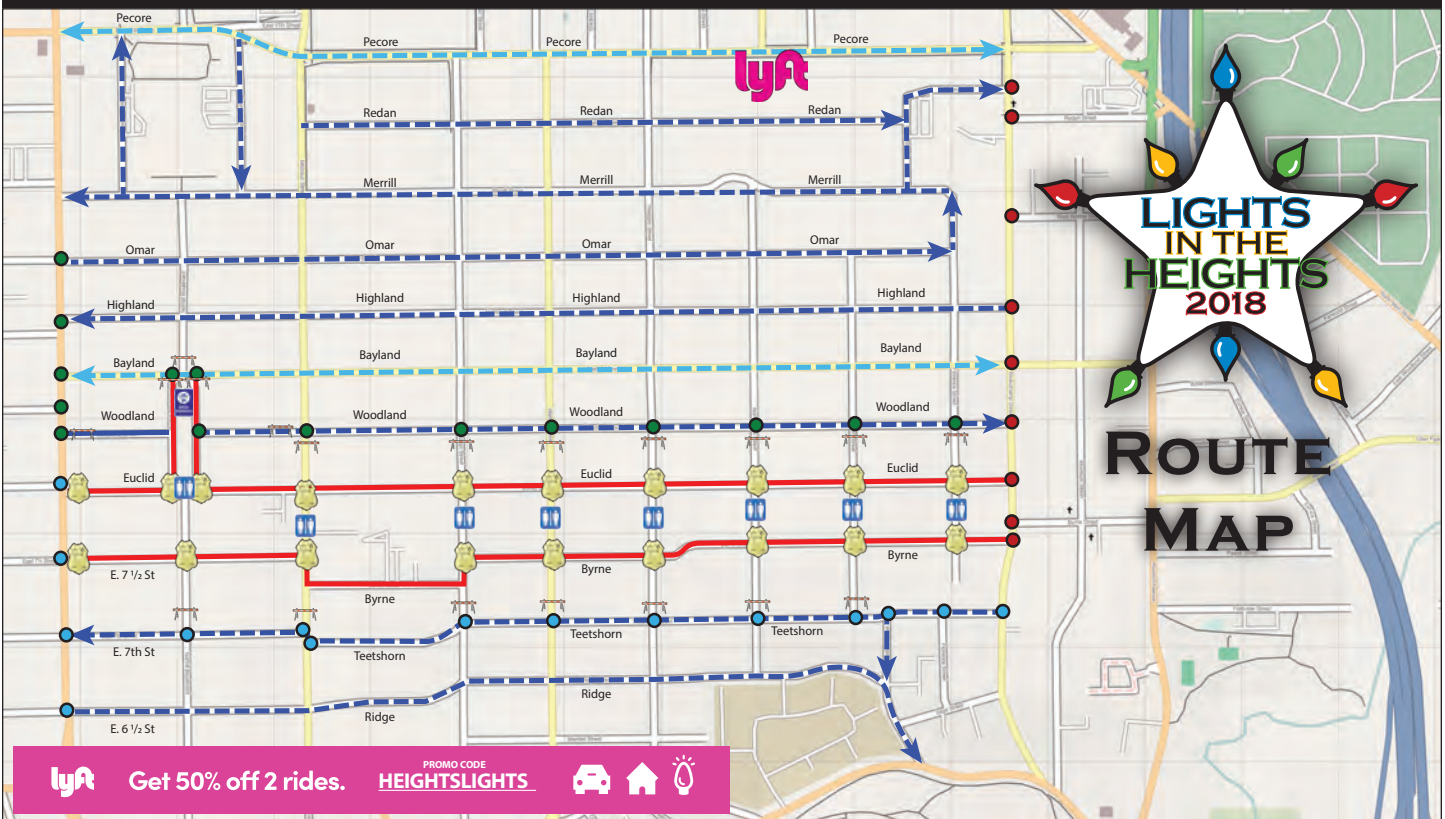 Pecore
Pecore
Pecore
Pecore
lyft
Redan
Redan
Redan
Merrill
Merrill
Merrill
Omar
Omar
Omar
Omar
Highland
Highland
Highland
Highland
Bayland
Bayland
Bayland
Bayland
Woodland
Woodland
Woodland
Woodland
Euclid
Euclid
Euclid
E. 7 ½ St
Byrne
Byrne
Byrne
E. 7th St
Teetshorn
Teetshorn
Teetshorn
E. 6 ½ St
Ridge
Ridge
LIGHTS
IN THE
HEIGHTS
2018
ROUTE
MAP
lyft
Get 50% off 2 rides.
PROMO CODE
HEIGHTSLIGHTS